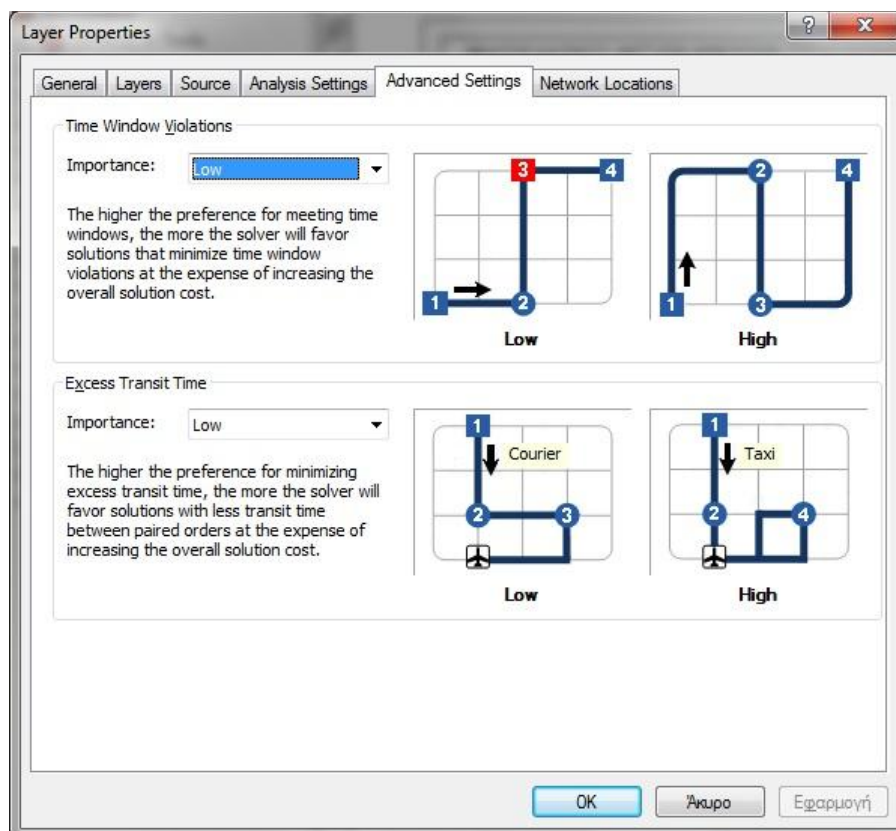 Layer Properties
General Layers Source Analysis Settings Advanced Settings Network Locations
Time Window Violations
Importance: Low
The higher the preference for meeting time
windows, the more the solver will favor
solutions that minimize time window
violations at the expense of increasing the
overall solution cost.
3 4
1 2
Low
2 4
1 3
High
Excess Transit Time
Importance: Low
The higher the preference for minimizing
excess transit time, the more the solver will
favor solutions with less transit time
between paired orders at the expense of
increasing the overall solution cost.
1
Courier
2 3
Low
1
Taxi
2 4
High
OK Άκυρο Εφαρμογή